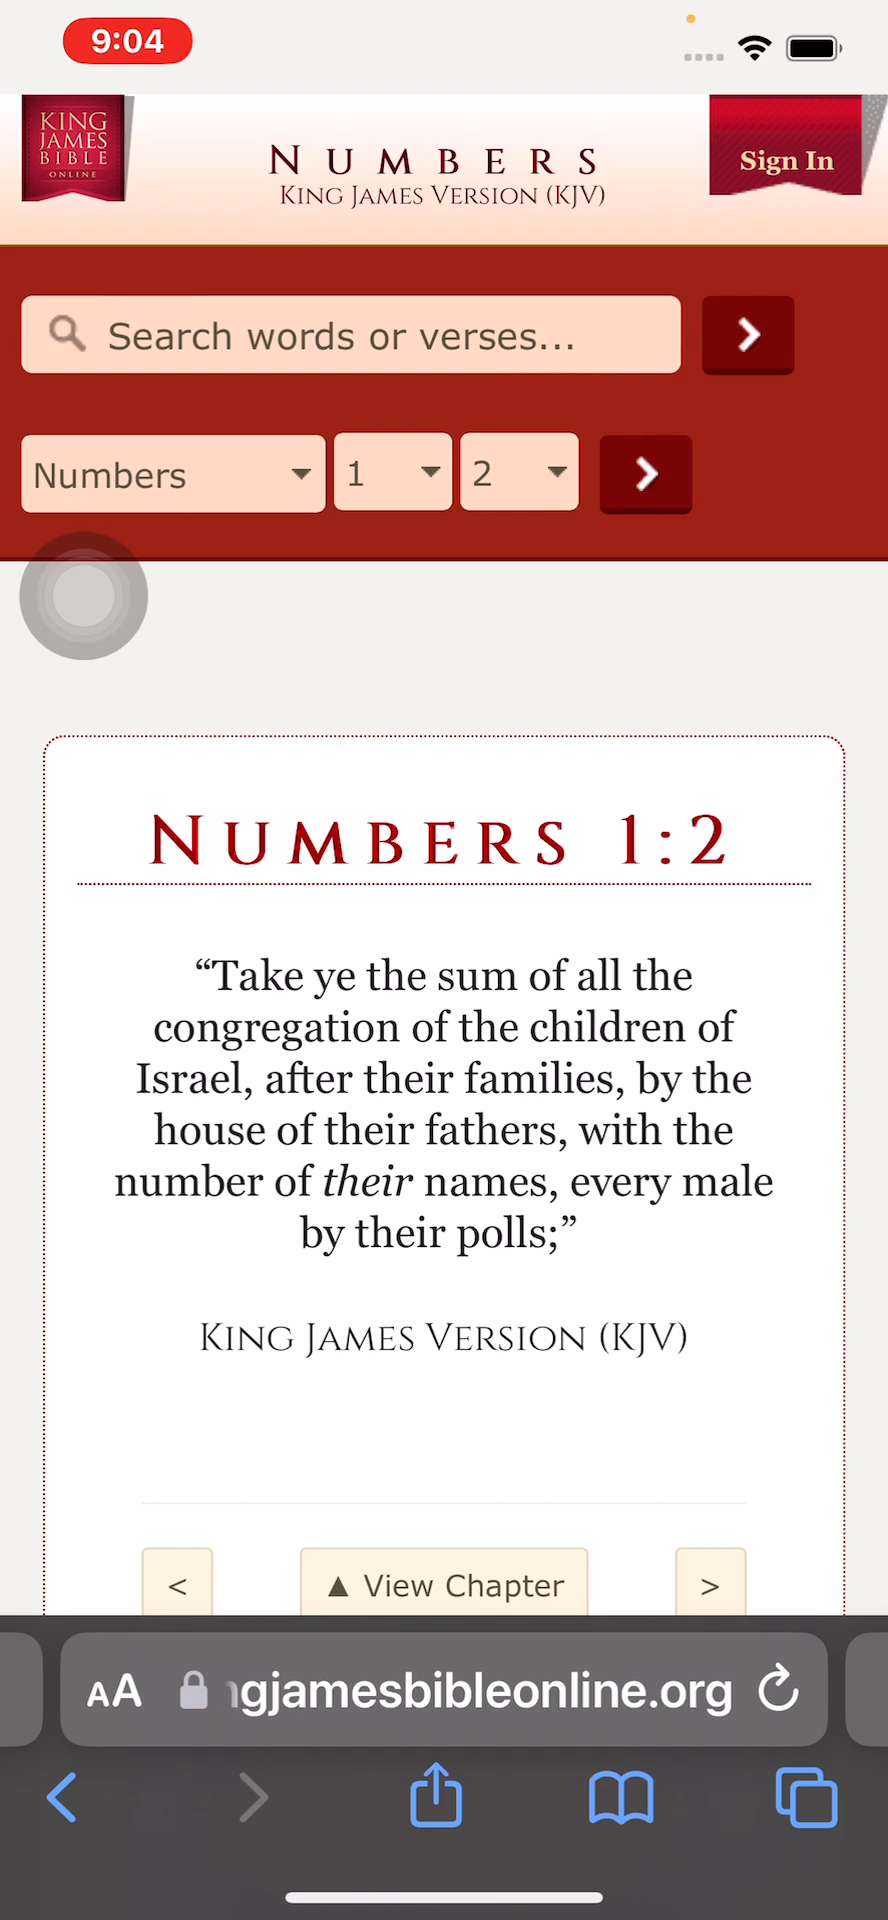 9:04
KING
JAMES
BIBLE
ONLINE
NUMBERS
KING JAMES VERSION (KJV)
Sign In
Search words or verses...
Numbers 1 2
NUMBERS 1:2
“Take ye the sum of all the
congregation of the children of
Israel, after their families, by the
house of their fathers, with the
number of their names, every male
by their polls;”
KING JAMES VERSION (KJV)
< ▲ View Chapter >
AA gjamesbibleonline.org